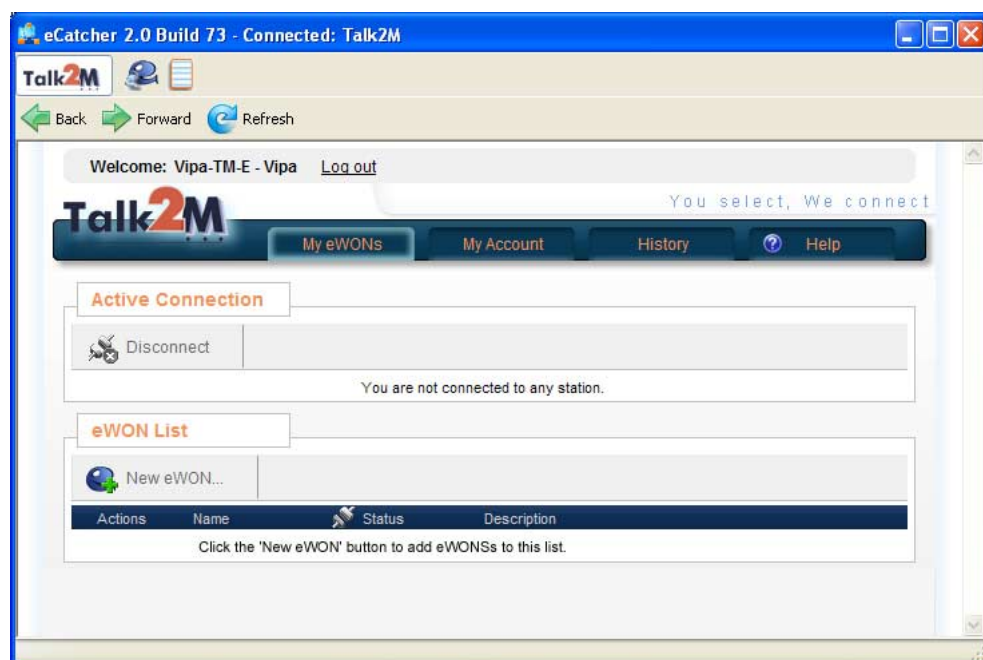 eCatcher 2.0 Build 73 - Connected: Talk2M
Talk2M
Back Forward Refresh
Welcome: Vipa-TM-E - Vipa Log out
You select, We connect
Talk2M
My eWONs My Account History ? Help
Active Connection
Disconnect
You are not connected to any station.
eWON List
New eWON...
Actions Name Status Description
Click the 'New eWON' button to add eWONSs to this list.